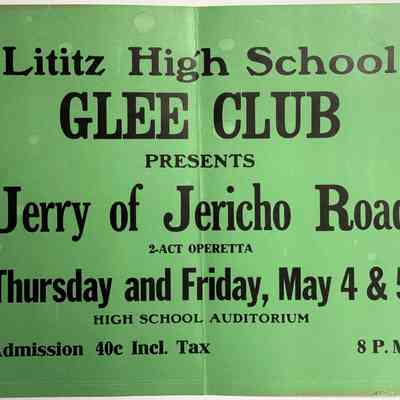 Lititz High School
GLEE CLUB
PRESENTS
Jerry of Jericho Road
2-ACT OPERETTA
Thursday and Friday, May 4 & 5
HIGH SCHOOL AUDITORIUM
Admission 40c Incl. Tax 8 P. M